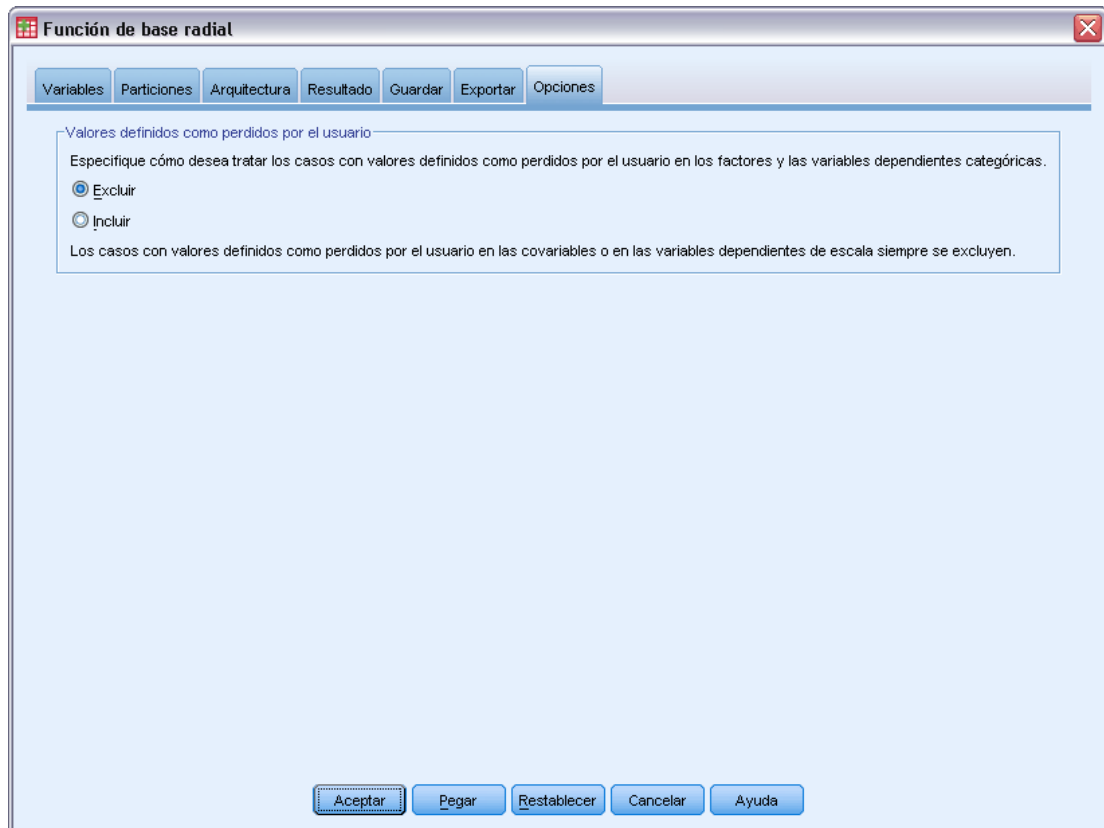 Función de base radial
Variables Particiones Arquitectura Resultado Guardar Exportar Opciones
Valores definidos como perdidos por el usuario
Especifique cómo desea tratar los casos con valores definidos como perdidos por el usuario en los factores y las variables dependientes categóricas.
Excluir
Incluir
Los casos con valores definidos como perdidos por el usuario en las covariables o en las variables dependientes de escala siempre se excluyen.
Aceptar Pegar Restablecer Cancelar Ayuda